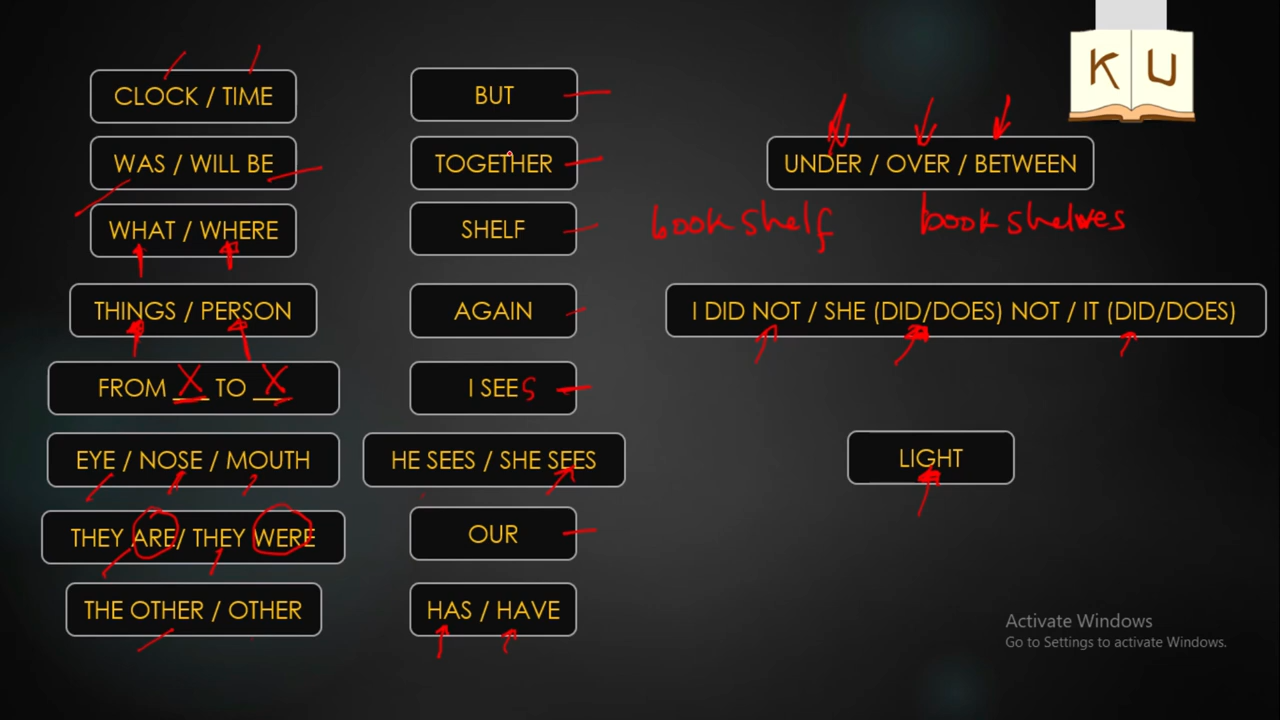 K U
CLOCK / TIME
WAS / WILL BE
WHAT / WHERE
THINGS / PERSON
FROM X TO X
EYE / NOSE / MOUTH
THEY ARE/ THEY WERE
THE OTHER / OTHER
BUT
TOGETHER
SHELF
AGAIN
I SEES
HE SEES / SHE SEES
OUR
HAS / HAVE
UNDER / OVER / BETWEEN
book shelf book shelves
I DID NOT / SHE (DID/DOES) NOT / IT (DID/DOES)
LIGHT
Activate Windows
Go to Settings to activate Windows.